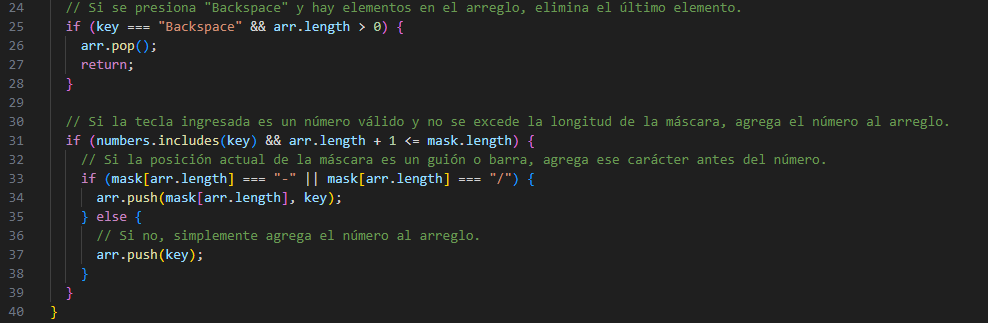 24 // Si se presiona "Backspace" y hay elementos en el arreglo, elimina el último elemento.
25 if (key === "Backspace" && arr.length > 0) {
26 arr.pop();
27 return;
28 }
29
30 // Si la tecla ingresada es un número válido y no se excede la longitud de la máscara, agrega el número al arreglo.
31 if (numbers.includes(key) && arr.length + 1 <= mask.length) {
32 // Si la posición actual de la máscara es un guión o barra, agrega ese carácter antes del número.
33 if (mask[arr.length] === "-" || mask[arr.length] === "/") {
34 arr.push(mask[arr.length], key);
35 } else {
36 // Si no, simplemente agrega el número al arreglo.
37 arr.push(key);
38 }
39 }
40 }